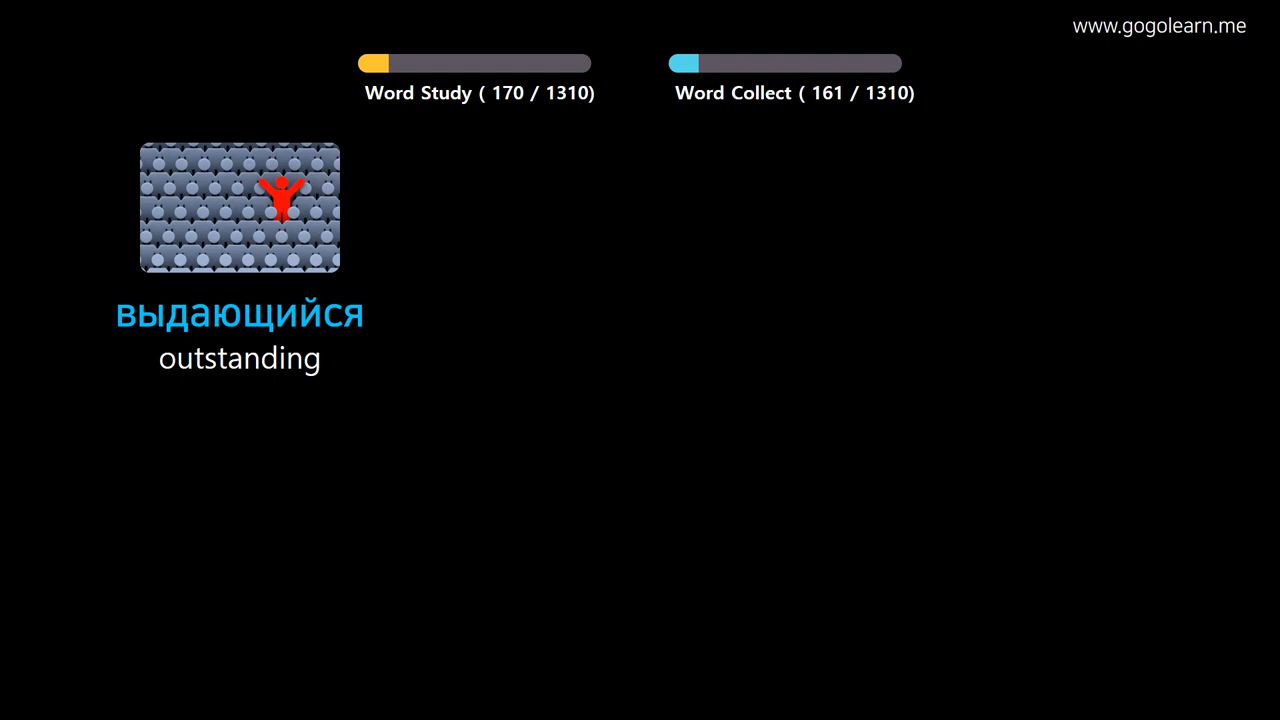 www.gogolearn.me
Word Study ( 170 / 1310)
Word Collect ( 161 / 1310)
выдающийся
outstanding